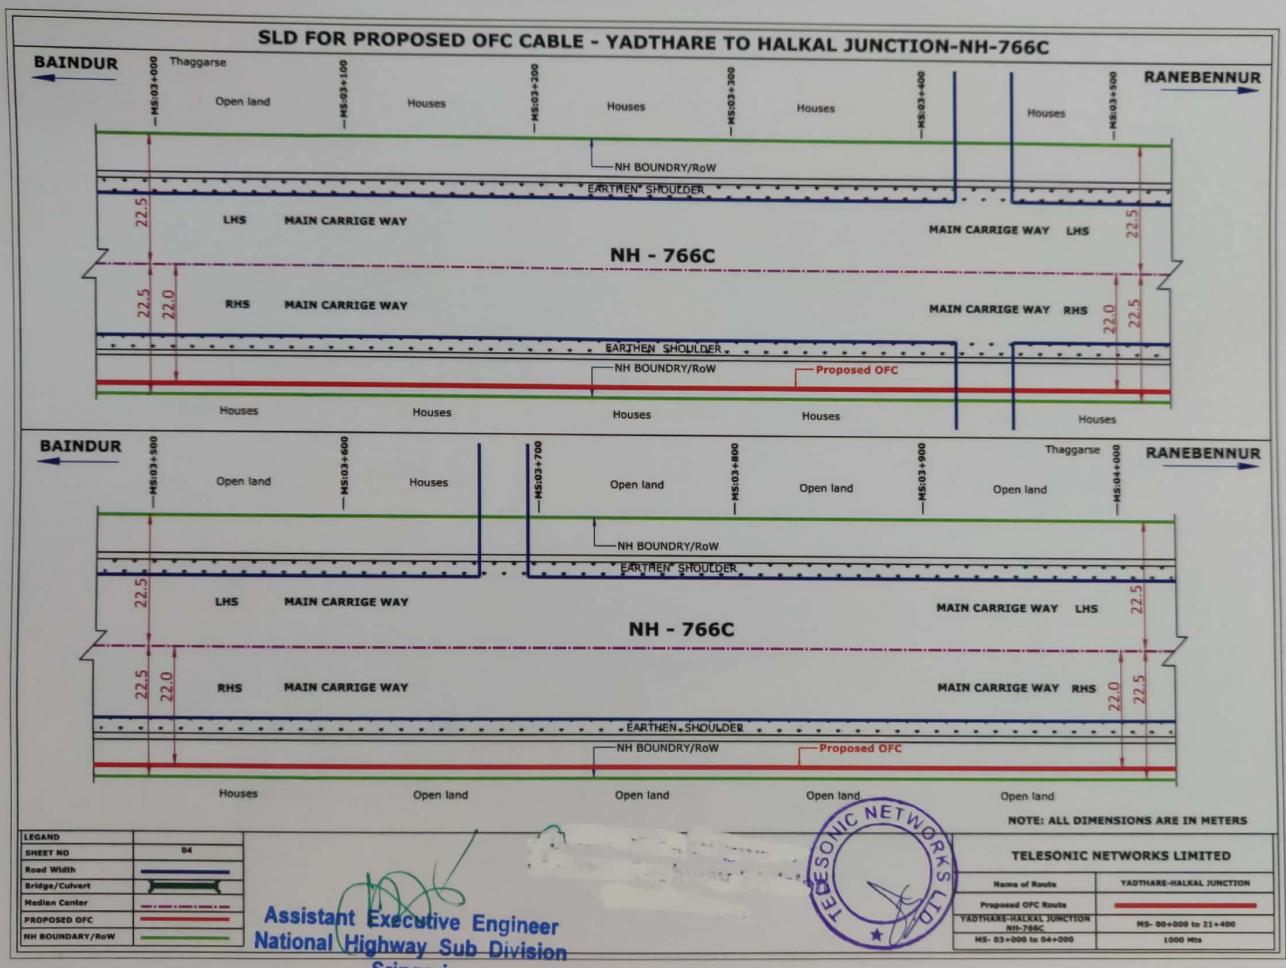 SLD FOR PROPOSED OFC CABLE - YADTHARE TO HALKAL JUNCTION-NH-766C
BAINDUR
Thaggarse
RANEBENNUR
MS:03+000
MS:03+100
MS:03+200
MS:03+300
MS:03+400
MS:03+500
Open land
Houses
Houses
Houses
Houses
NH BOUNDRY/RoW
EARTHEN SHOULDER
22.5
LHS MAIN CARRIGE WAY
MAIN CARRIGE WAY LHS
22.5
NH - 766C
22.5
22.0
RHS MAIN CARRIGE WAY
MAIN CARRIGE WAY RHS
22.0
22.5
EARTHEN SHOULDER
NH BOUNDRY/RoW
Proposed OFC
Houses
Houses
Houses
Houses
Houses
BAINDUR
Thaggarse
RANEBENNUR
MS:03+500
MS:03+600
MS:03+700
MS:03+800
MS:03+900
MS:04+000
Open land
Houses
Open land
Open land
Open land
NH BOUNDRY/RoW
EARTHEN SHOULDER
22.5
LHS MAIN CARRIGE WAY
MAIN CARRIGE WAY LHS
22.5
NH - 766C
22.5
22.0
RHS MAIN CARRIGE WAY
MAIN CARRIGE WAY RHS
22.0
22.5
EARTHEN SHOULDER
NH BOUNDRY/RoW
Proposed OFC
Houses
Open land
Open land
Open land
Open land
NOTE: ALL DIMENSIONS ARE IN METERS
LEGAND
SHEET NO 04
Road Width
Bridge/Culvert
Median Center
PROPOSED OFC
NH BOUNDARY/RoW
Assistant Executive Engineer
National Highway Sub Division
TELESONIC NETWORKS LTD.
TELESONIC NETWORKS LIMITED
Name of Route YADTHARE-HALKAL JUNCTION
Proposed OFC Route
YADTHARE-HALKAL JUNCTION
NH-766C
MS- 00+000 to 21+400
MS- 03+000 to 04+000 1000 Mts